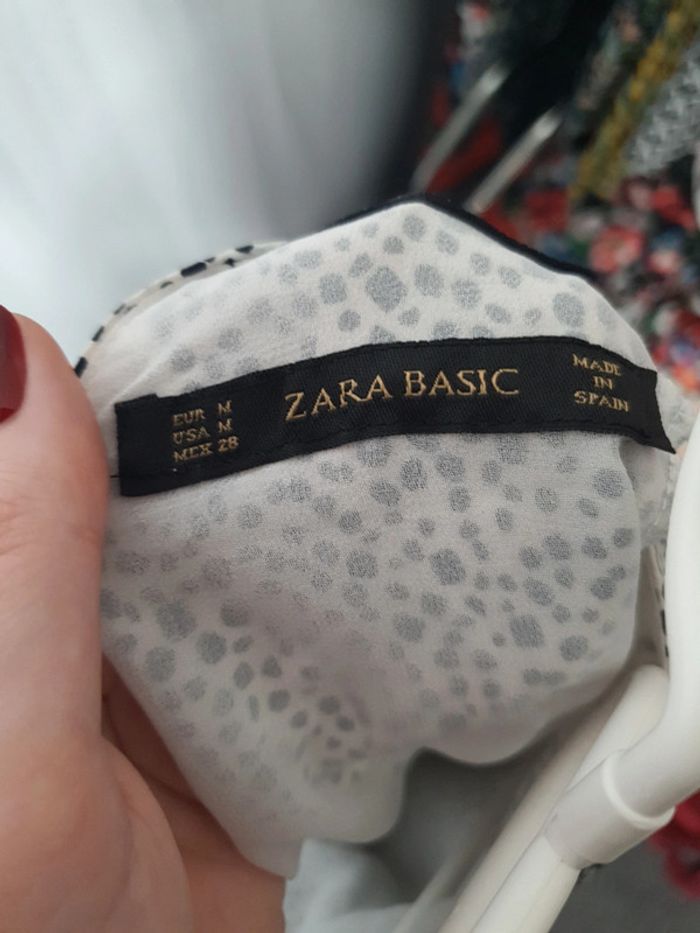 EUR M
USA M
MEX 28
ZARA BASIC
MADE
IN
SPAIN